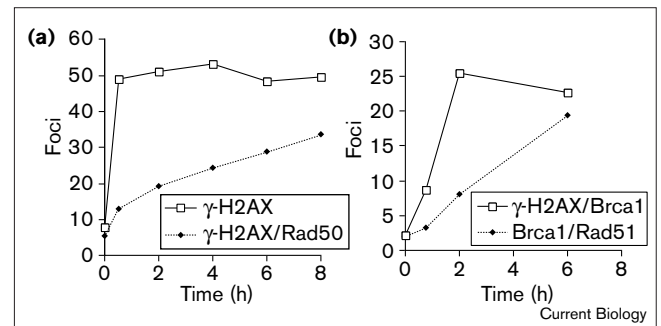 (a)
60
50
40
30
20
10
0
Foci
0 2 4 6 8
Time (h)
γ-H2AX
γ-H2AX/Rad50
(b)
30
25
20
15
10
5
0
Foci
0 2 4 6 8
Time (h)
γ-H2AX/Brca1
Brca1/Rad51
Current Biology